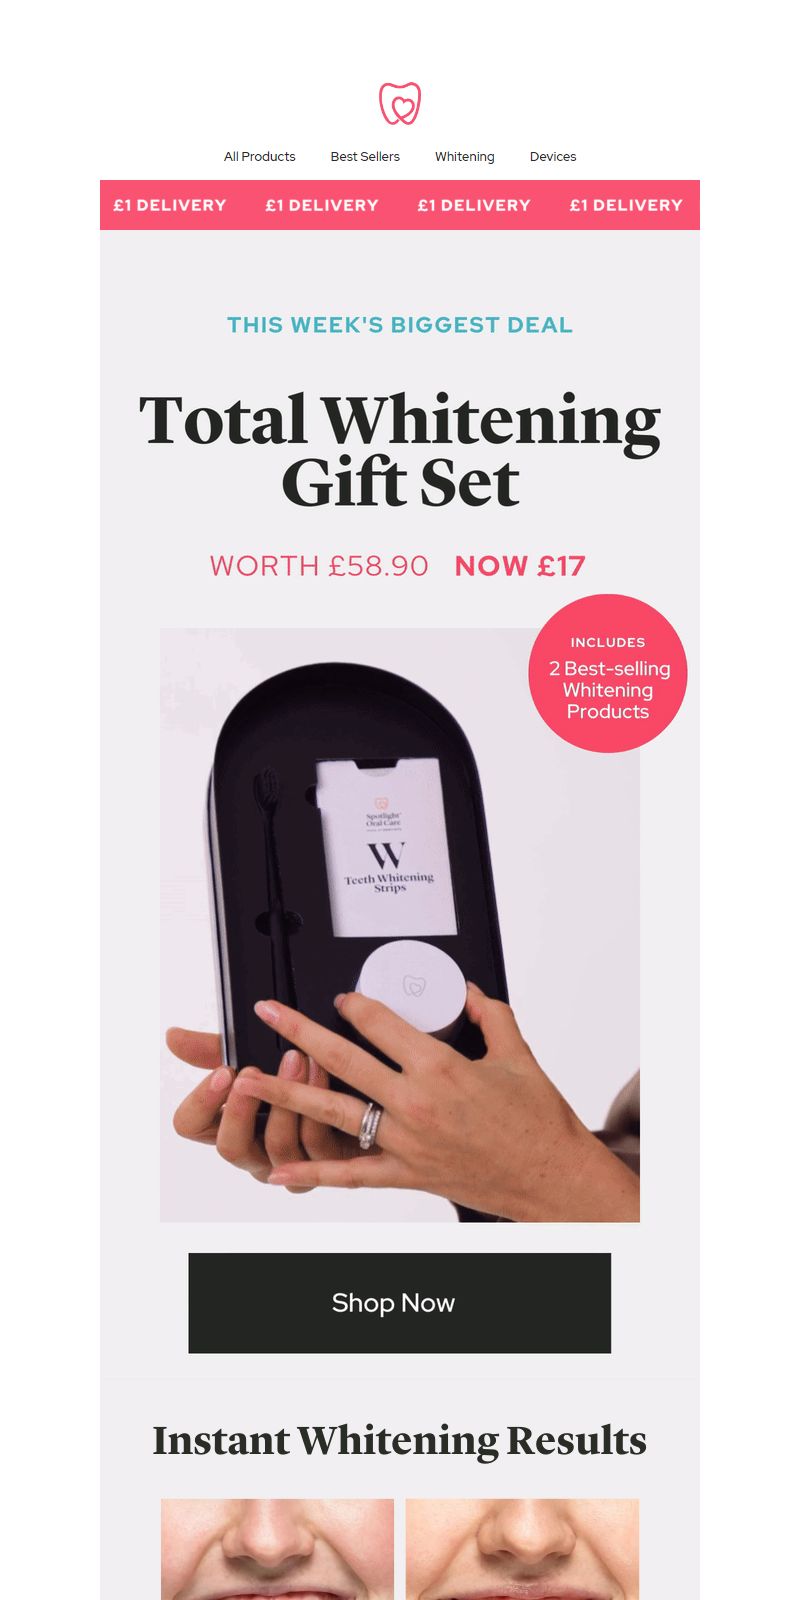 All Products Best Sellers Whitening Devices
£1 DELIVERY £1 DELIVERY £1 DELIVERY £1 DELIVERY
THIS WEEK'S BIGGEST DEAL
Total Whitening
Gift Set
WORTH £58.90 NOW £17
INCLUDES
2 Best-selling
Whitening
Products
Spotlight
Oral Care
W
Teeth Whitening
Strips
Shop Now
Instant Whitening Results